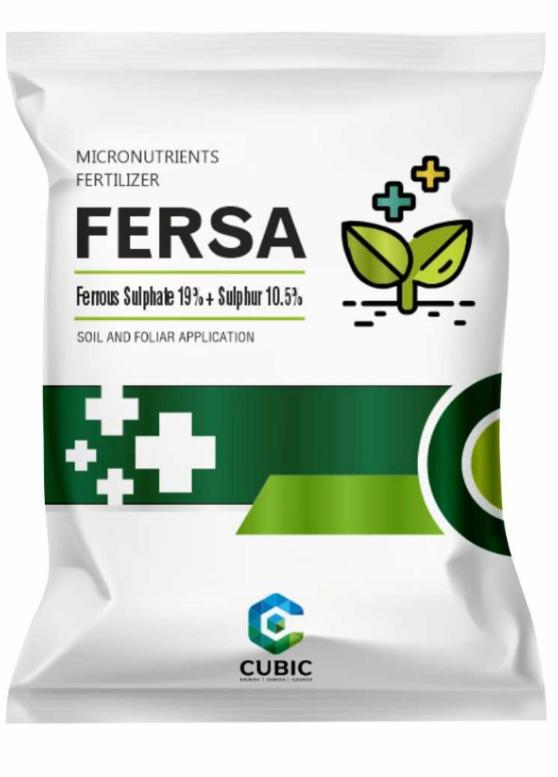 MICRONUTRIENTS
FERTILIZER
FERSA
Ferrous Sulphate 19% + Sulphur 10.5%
SOIL AND FOLIAR APPLICATION
CUBIC